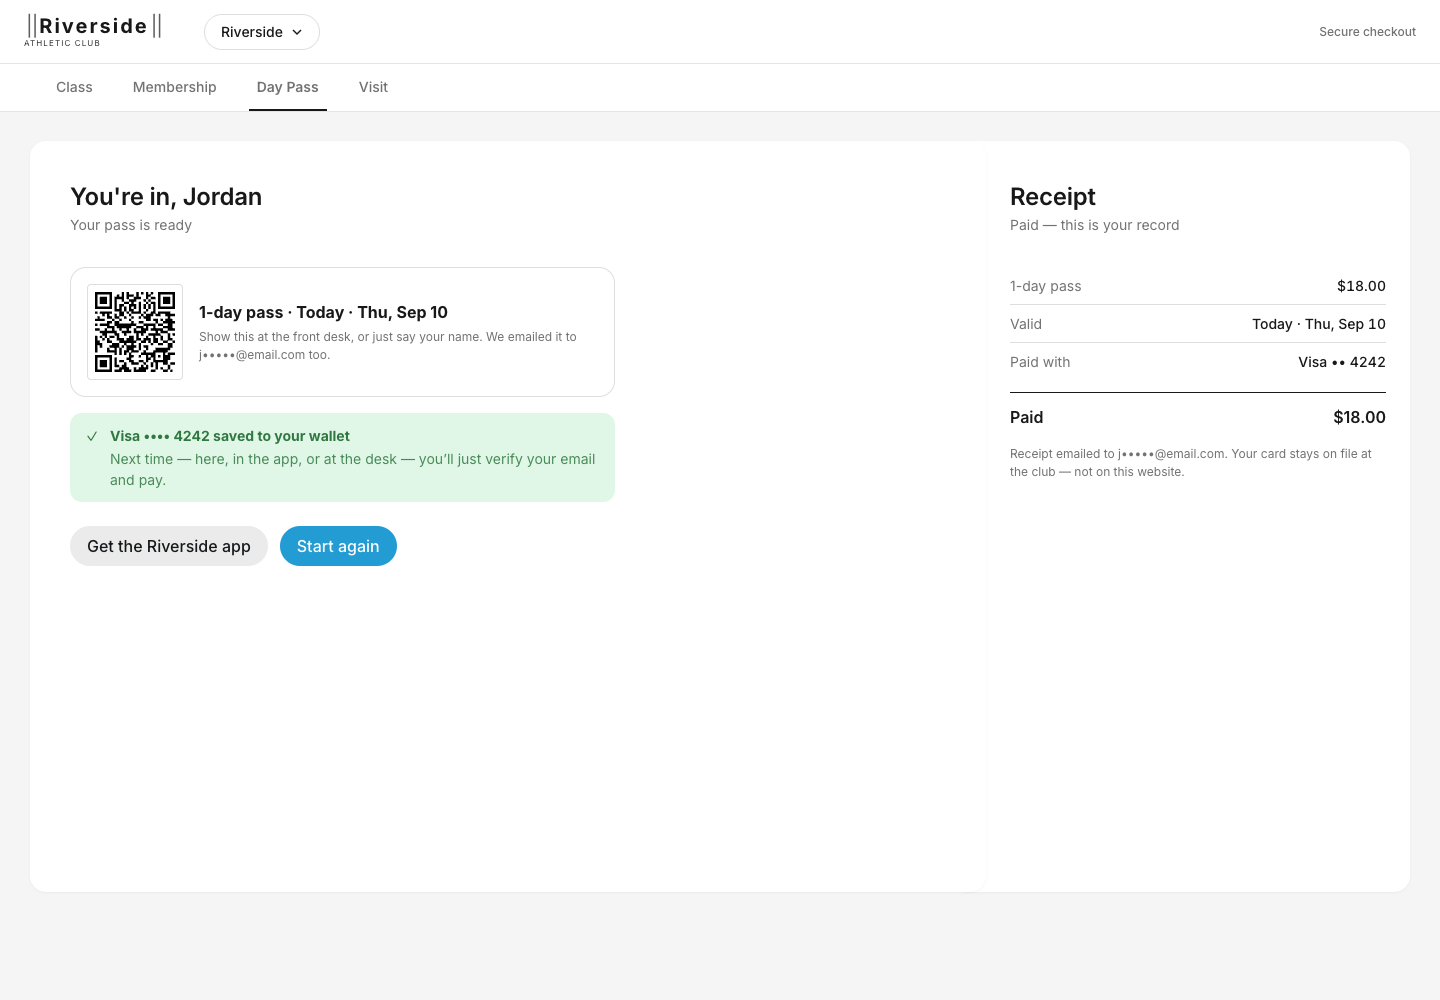 Riverside
ATHLETIC CLUB
Riverside
Secure checkout
Class
Membership
Day Pass
Visit
You're in, Jordan
Your pass is ready
1-day pass · Today · Thu, Sep 10
Show this at the front desk, or just say your name. We emailed it to
j•••••@email.com too.
Visa •••• 4242 saved to your wallet
Next time — here, in the app, or at the desk — you’ll just verify your email
and pay.
Get the Riverside app
Start again
Receipt
Paid — this is your record
1-day pass $18.00
Valid Today · Thu, Sep 10
Paid with Visa •• 4242
Paid $18.00
Receipt emailed to j•••••@email.com. Your card stays on file at
the club — not on this website.